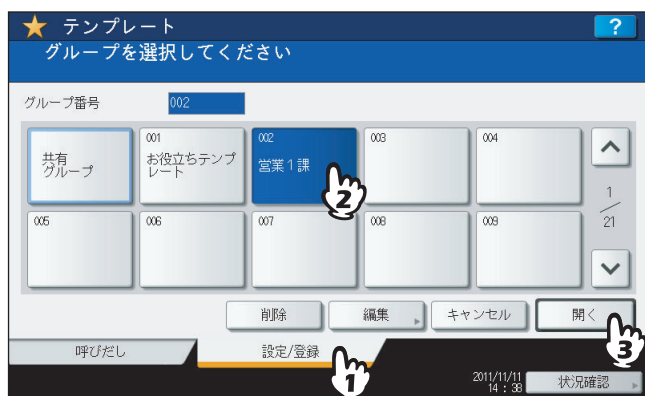 テンプレート
?
グループを選択してください
グループ番号
002
共有
グループ
001
お役立ちテンプ
レート
002
営業1課
003
004
005
006
007
008
009
1
21
2
削除
編集
キャンセル
開く
3
呼びだし
設定/登録
1
2011/11/11
14:38
状況確認